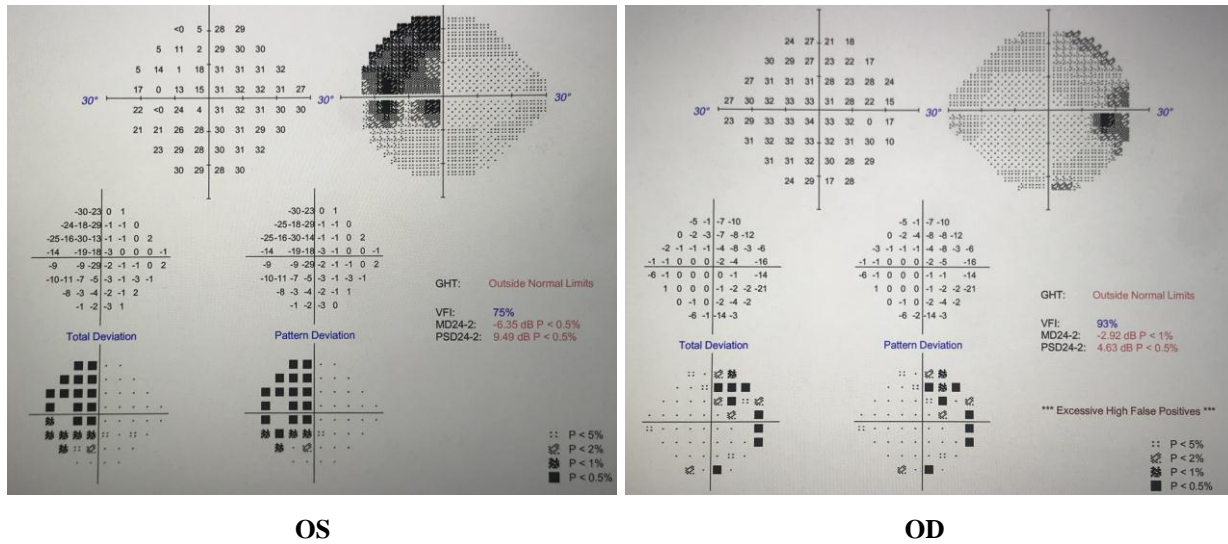 <0 5 28 29
5 11 2 29 30 30
5 14 1 18 31 31 31 32
17 0 13 15 31 32 32 31 27
30° 30°
22 <0 24 4 31 32 31 30 30
21 21 26 28 30 31 29 30
23 29 28 30 31 32
30 29 28 30
-30 -23 0 1
-24 -18 -29 -1 -1 0
-25 -16 -30 -13 -1 -1 0 2
-14 -19 -18 -3 0 0 0 -1
-9 -9 -29 -2 -1 -1 0 2
-10 -11 -7 -5 -3 -1 -3 -1
-8 -3 -4 -2 -1 2
-1 -2 -3 1
Total Deviation
-30 -23 0 1
-25 -18 -29 -1 -1 0
-25 -16 -30 -14 -1 -1 0 2
-14 -19 -18 -3 0 0 0 -1
-9 -9 -29 -2 -1 -1 0 2
-10 -11 -7 -5 -3 -1 -3 -1
-8 -3 -4 -2 -1 2
-1 -2 -3 0
Pattern Deviation
GHT: Outside Normal Limits
VFI: 75%
MD24-2: -6.35 dB P < 0.5%
PSD24-2: 9.49 dB P < 0.5%
P < 5%
P < 2%
P < 1%
P < 0.5%
OS
24 27 21 18
30 29 27 23 22 17
27 31 31 31 28 23 28 24
27 30 32 33 33 31 28 22 15
30° 30°
23 29 33 33 34 33 32 0 17
31 32 32 33 32 31 30 10
31 31 32 30 28 29
24 29 17 28
-5 -1 -7 -10
0 -2 -3 -7 -8 -12
-2 -1 -1 -1 -4 -8 -3 -6
-1 -1 -1 0 0 -2 -4 -16
-6 -1 0 0 0 0 -1 -14
1 0 0 0 -1 -2 -2 -21
0 -1 0 -2 -4 -2
-6 -1 -14 -3
Total Deviation
-5 -1 -7 -10
0 -2 -4 -8 -8 -12
-3 -1 -1 -1 -4 -8 -3 -6
-1 -1 -1 0 0 -2 -5 -16
-6 -1 0 0 0 -1 -1 -14
0 0 0 0 -1 -2 -2 -21
0 -1 0 -2 -4 -2
-6 -2 -14 -3
Pattern Deviation
GHT: Outside Normal Limits
VFI: 93%
MD24-2: -2.92 dB P < 1%
PSD24-2: 4.63 dB P < 0.5%
*** Excessive High False Positives ***
P < 5%
P < 2%
P < 1%
P < 0.5%
OD